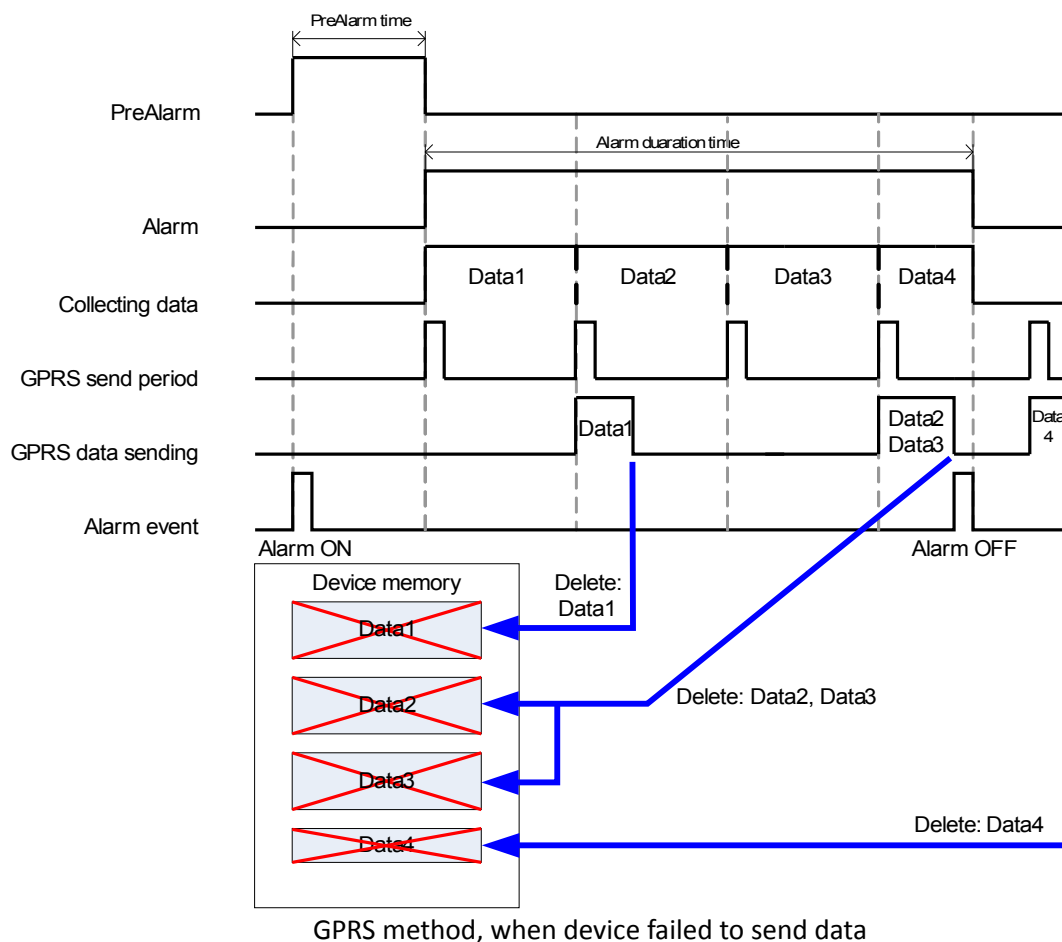 PreAlarm time
PreAlarm
Alarm duaration time
Alarm
Data1 Data2 Data3 Data4
Collecting data
GPRS send period
Data1
Data2
Data3
Data
4
GPRS data sending
Alarm event
Alarm ON
Alarm OFF
Device memory
Delete:
Data1
Data1
Data2
Delete: Data2, Data3
Data3
Delete: Data4
Data4
GPRS method, when device failed to send data